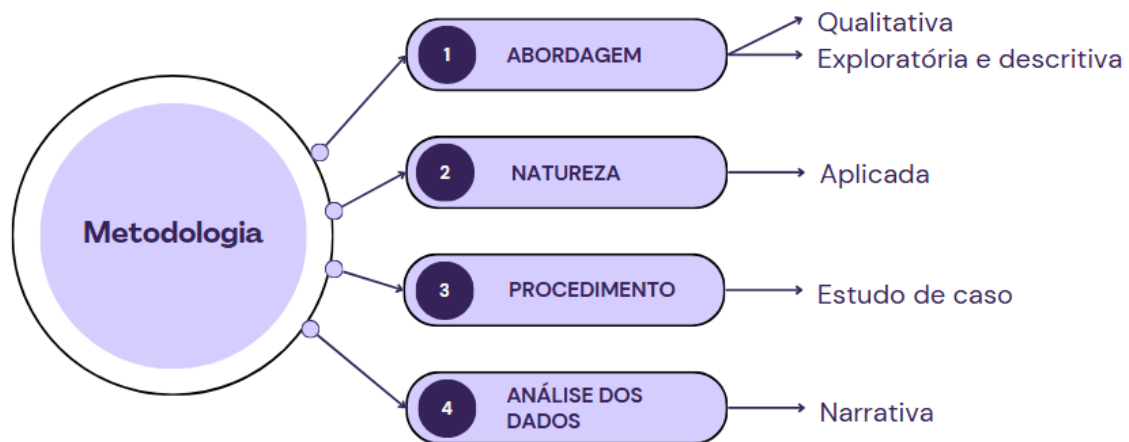 Metodologia
1
ABORDAGEM
Qualitativa
Exploratória e descritiva
2
NATUREZA
Aplicada
3
PROCEDIMENTO
Estudo de caso
4
ANÁLISE DOS
DADOS
Narrativa